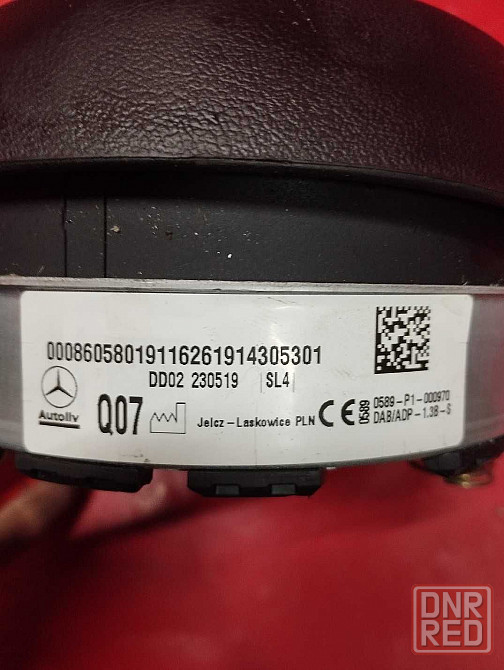 00086058019116261914305301
DD02 230519 SL4
Autoliv
Q07
Jelcz-Laskowice PLN
CE
0589
0589-P1-000970
DAB/ADP-1.3B-S
DNR
RED